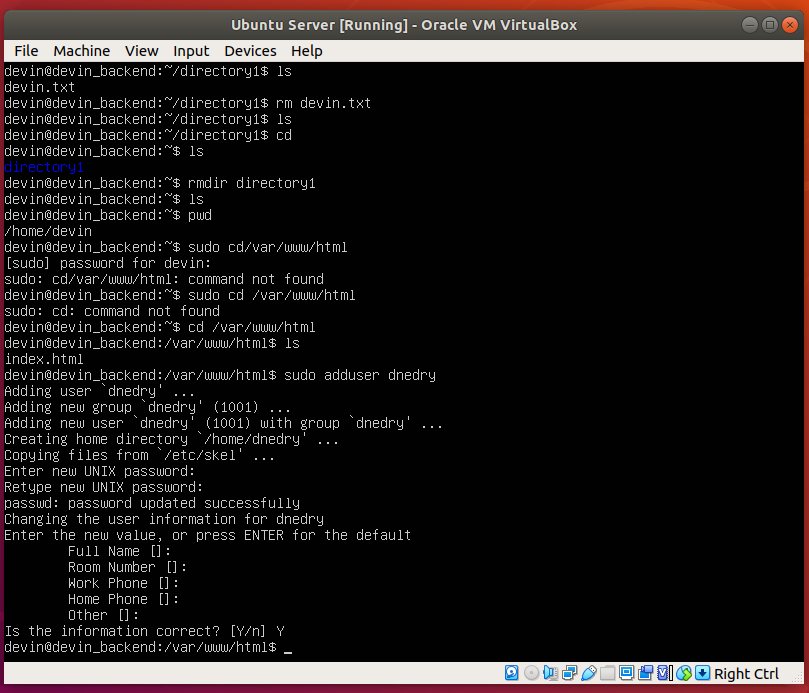 Ubuntu Server [Running] - Oracle VM VirtualBox
File Machine View Input Devices Help
devin@devin_backend:~/directory1$ ls
devin.txt
devin@devin_backend:~/directory1$ rm devin.txt
devin@devin_backend:~/directory1$ ls
devin@devin_backend:~/directory1$ cd
devin@devin_backend:~$ ls
directory1
devin@devin_backend:~$ rmdir directory1
devin@devin_backend:~$ ls
devin@devin_backend:~$ pwd
/home/devin
devin@devin_backend:~$ sudo cd/var/www/html
[sudo] password for devin:
sudo: cd/var/www/html: command not found
devin@devin_backend:~$ sudo cd /var/www/html
sudo: cd: command not found
devin@devin_backend:~$ cd /var/www/html
devin@devin_backend:/var/www/html$ ls
index.html
devin@devin_backend:/var/www/html$ sudo adduser dnedry
Adding user `dnedry' ...
Adding new group `dnedry' (1001) ...
Adding new user `dnedry' (1001) with group `dnedry' ...
Creating home directory `/home/dnedry' ...
Copying files from `/etc/skel' ...
Enter new UNIX password:
Retype new UNIX password:
passwd: password updated successfully
Changing the user information for dnedry
Enter the new value, or press ENTER for the default
Full Name []:
Room Number []:
Work Phone []:
Home Phone []:
Other []:
Is the information correct? [Y/n] Y
devin@devin_backend:/var/www/html$ _
Right Ctrl